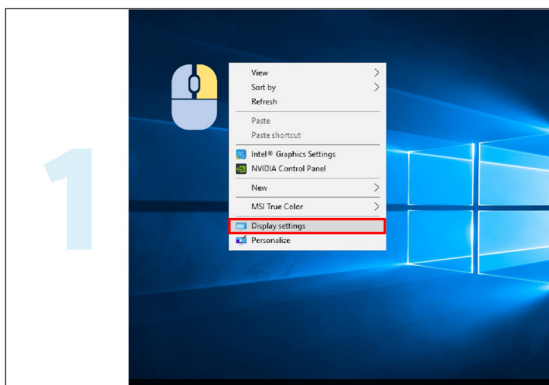 1
View
Sort by
Refresh
Paste
Paste shortcut
Intel® Graphics Settings
NVIDIA Control Panel
New
MSI True Color
Display settings
Personalize